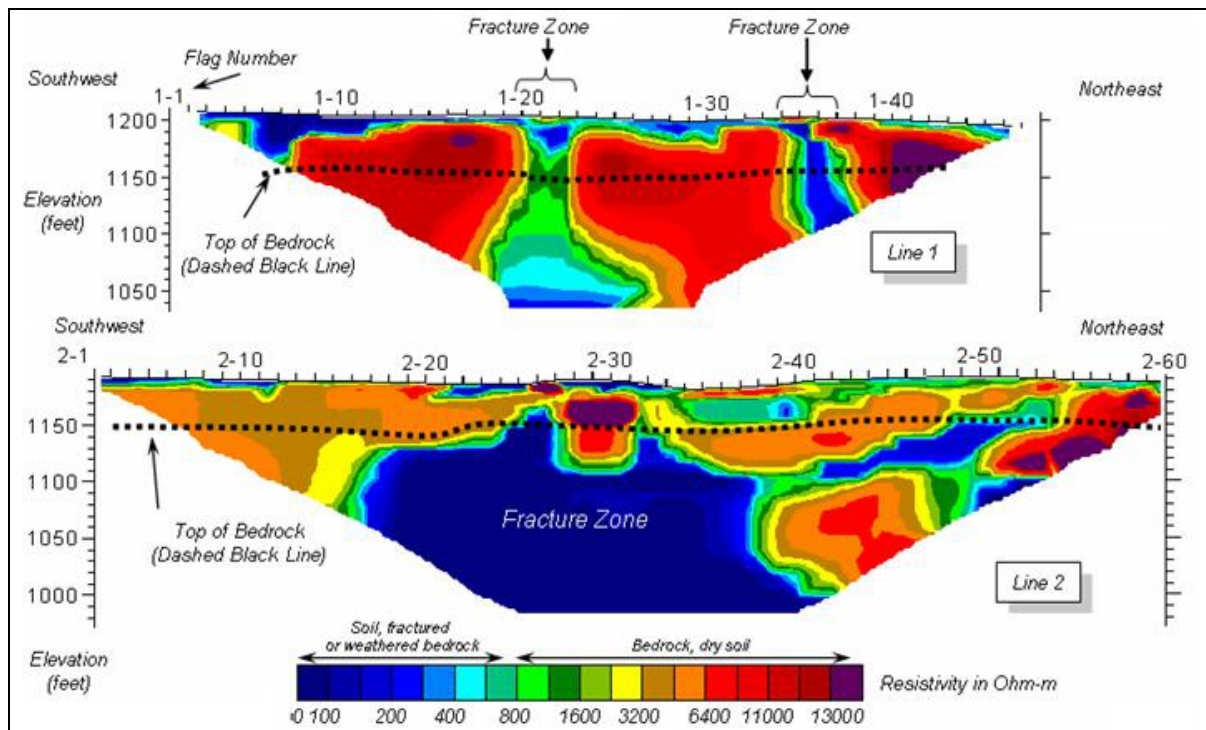 Fracture Zone
Fracture Zone
Flag Number
Southwest
Northeast
1-1
1-10
1-20
1-30
1-40
1200
1150
Elevation
(feet)
1100
1050
Top of Bedrock
(Dashed Black Line)
Line 1
Southwest
Northeast
2-1
2-10
2-20
2-30
2-40
2-50
2-60
1150
1100
1050
1000
Fracture Zone
Top of Bedrock
(Dashed Black Line)
Line 2
Soil, fractured
or weathered bedrock
Bedrock, dry soil
Elevation
(feet)
Resistivity in Ohm-m
0 100 200 400 800 1600 3200 6400 11000 13000